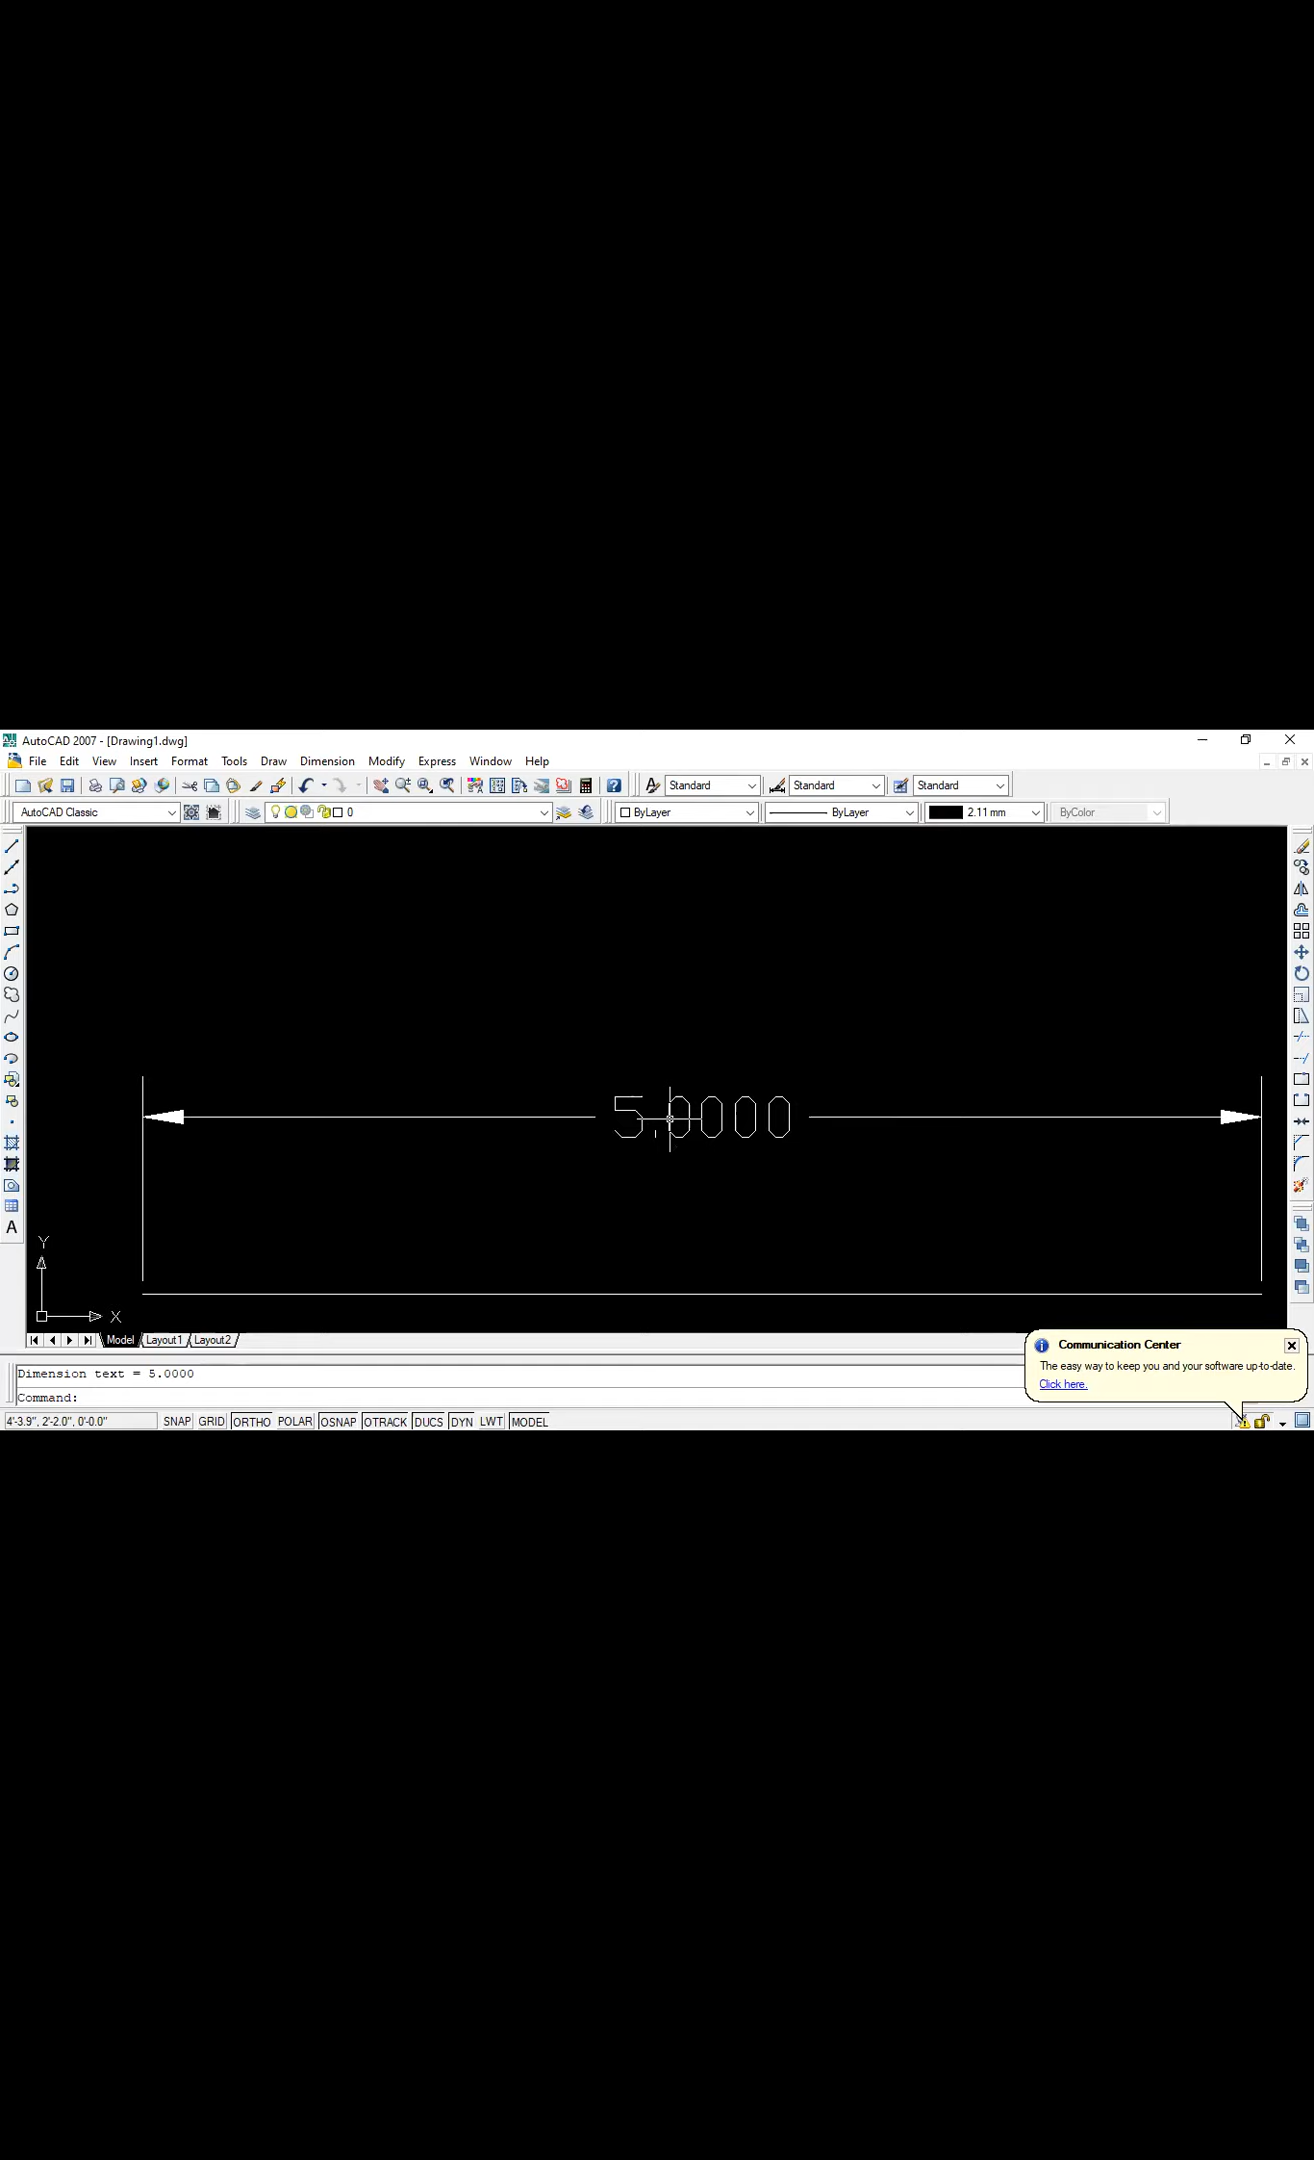 AutoCAD 2007 - [Drawing1.dwg]
File Edit View Insert Format Tools Draw Dimension Modify Express Window Help
Standard Standard Standard
AutoCAD Classic 0 ByLayer ByLayer 2.11 mm ByColor
5.0000
Y
X
A
Model Layout1 Layout2
Communication Center
The easy way to keep you and your software up-to-date.
Click here.
Dimension text = 5.0000
Command:
4'-3.9", 2'-2.0", 0'-0.0" SNAP GRID ORTHO POLAR OSNAP OTRACK DUCS DYN LWT MODEL